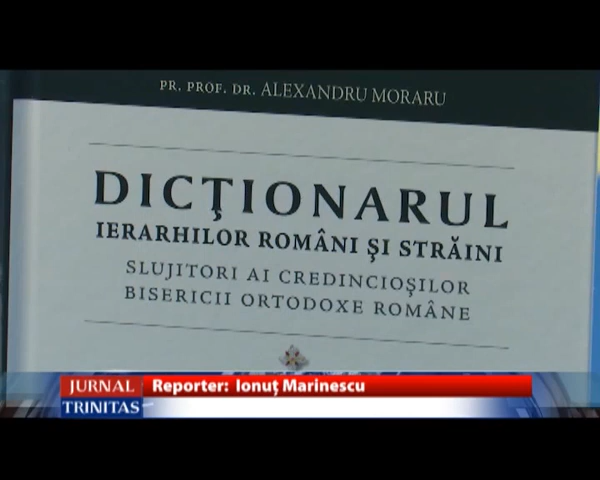 PR. PROF. DR. ALEXANDRU MORARU
DICŢIONARUL
IERARHILOR ROMÂNI ŞI STRĂINI
SLUJITORI AI CREDINCIOŞILOR
BISERICII ORTODOXE ROMÂNE
JURNAL
TRINITAS
Reporter: Ionuţ Marinescu